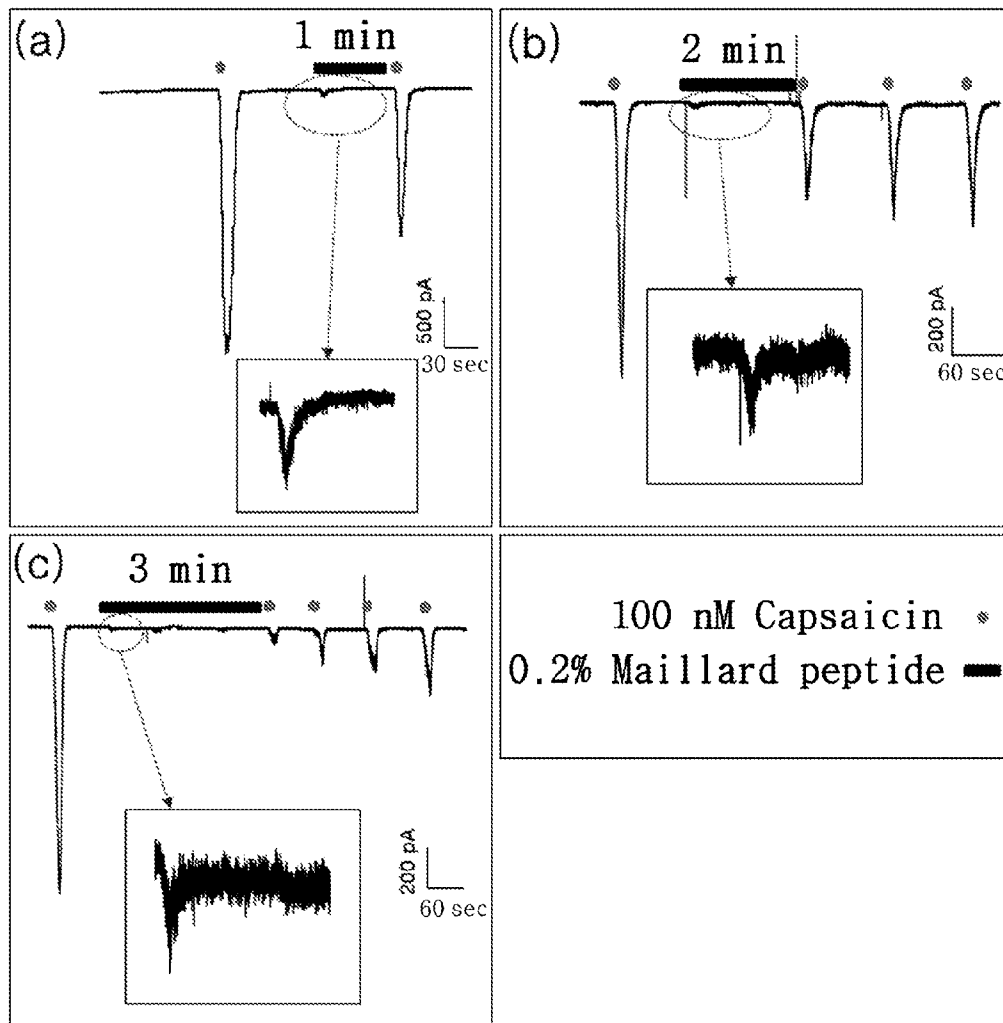 (a)
1 min
500 pA
30 sec
(b)
2 min
200 pA
60 sec
(c)
3 min
200 pA
60 sec
100 nM Capsaicin
0.2% Maillard peptide